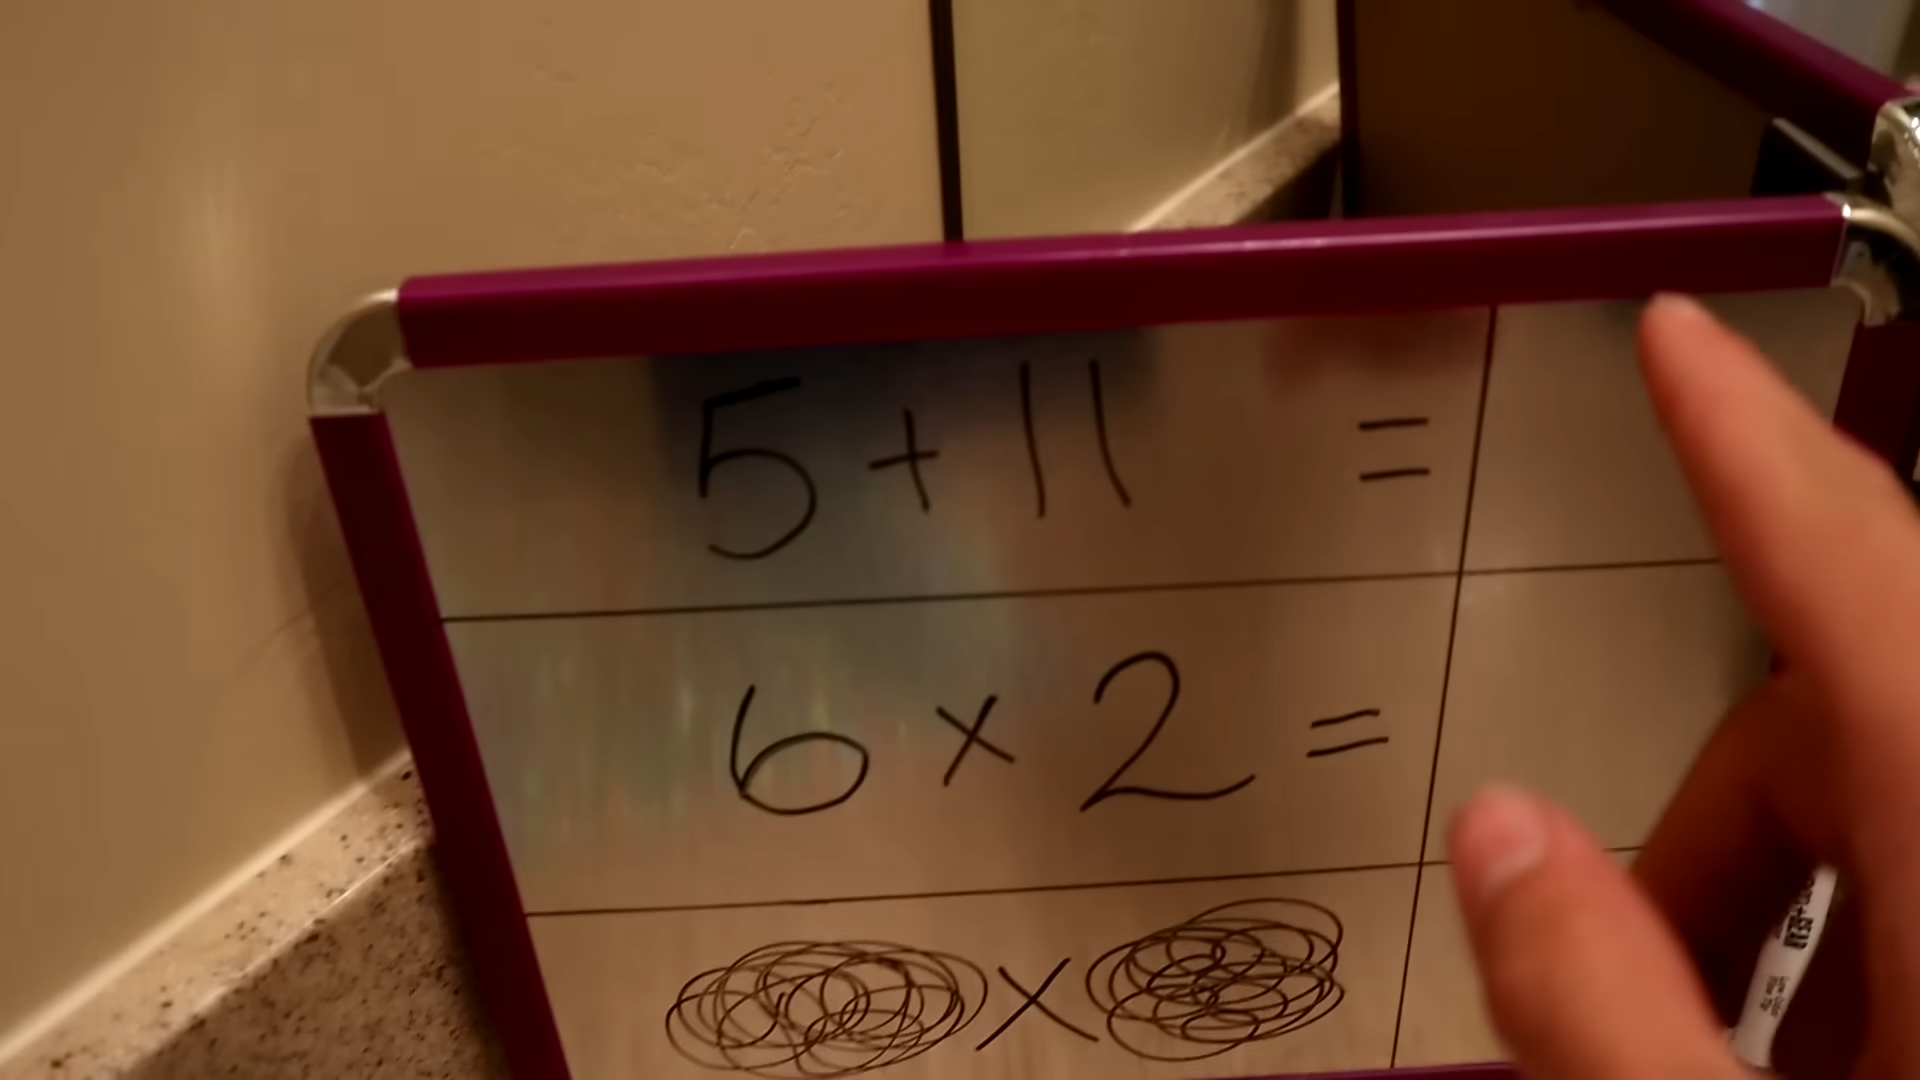 5 + 11 =
6 × 2 =
×